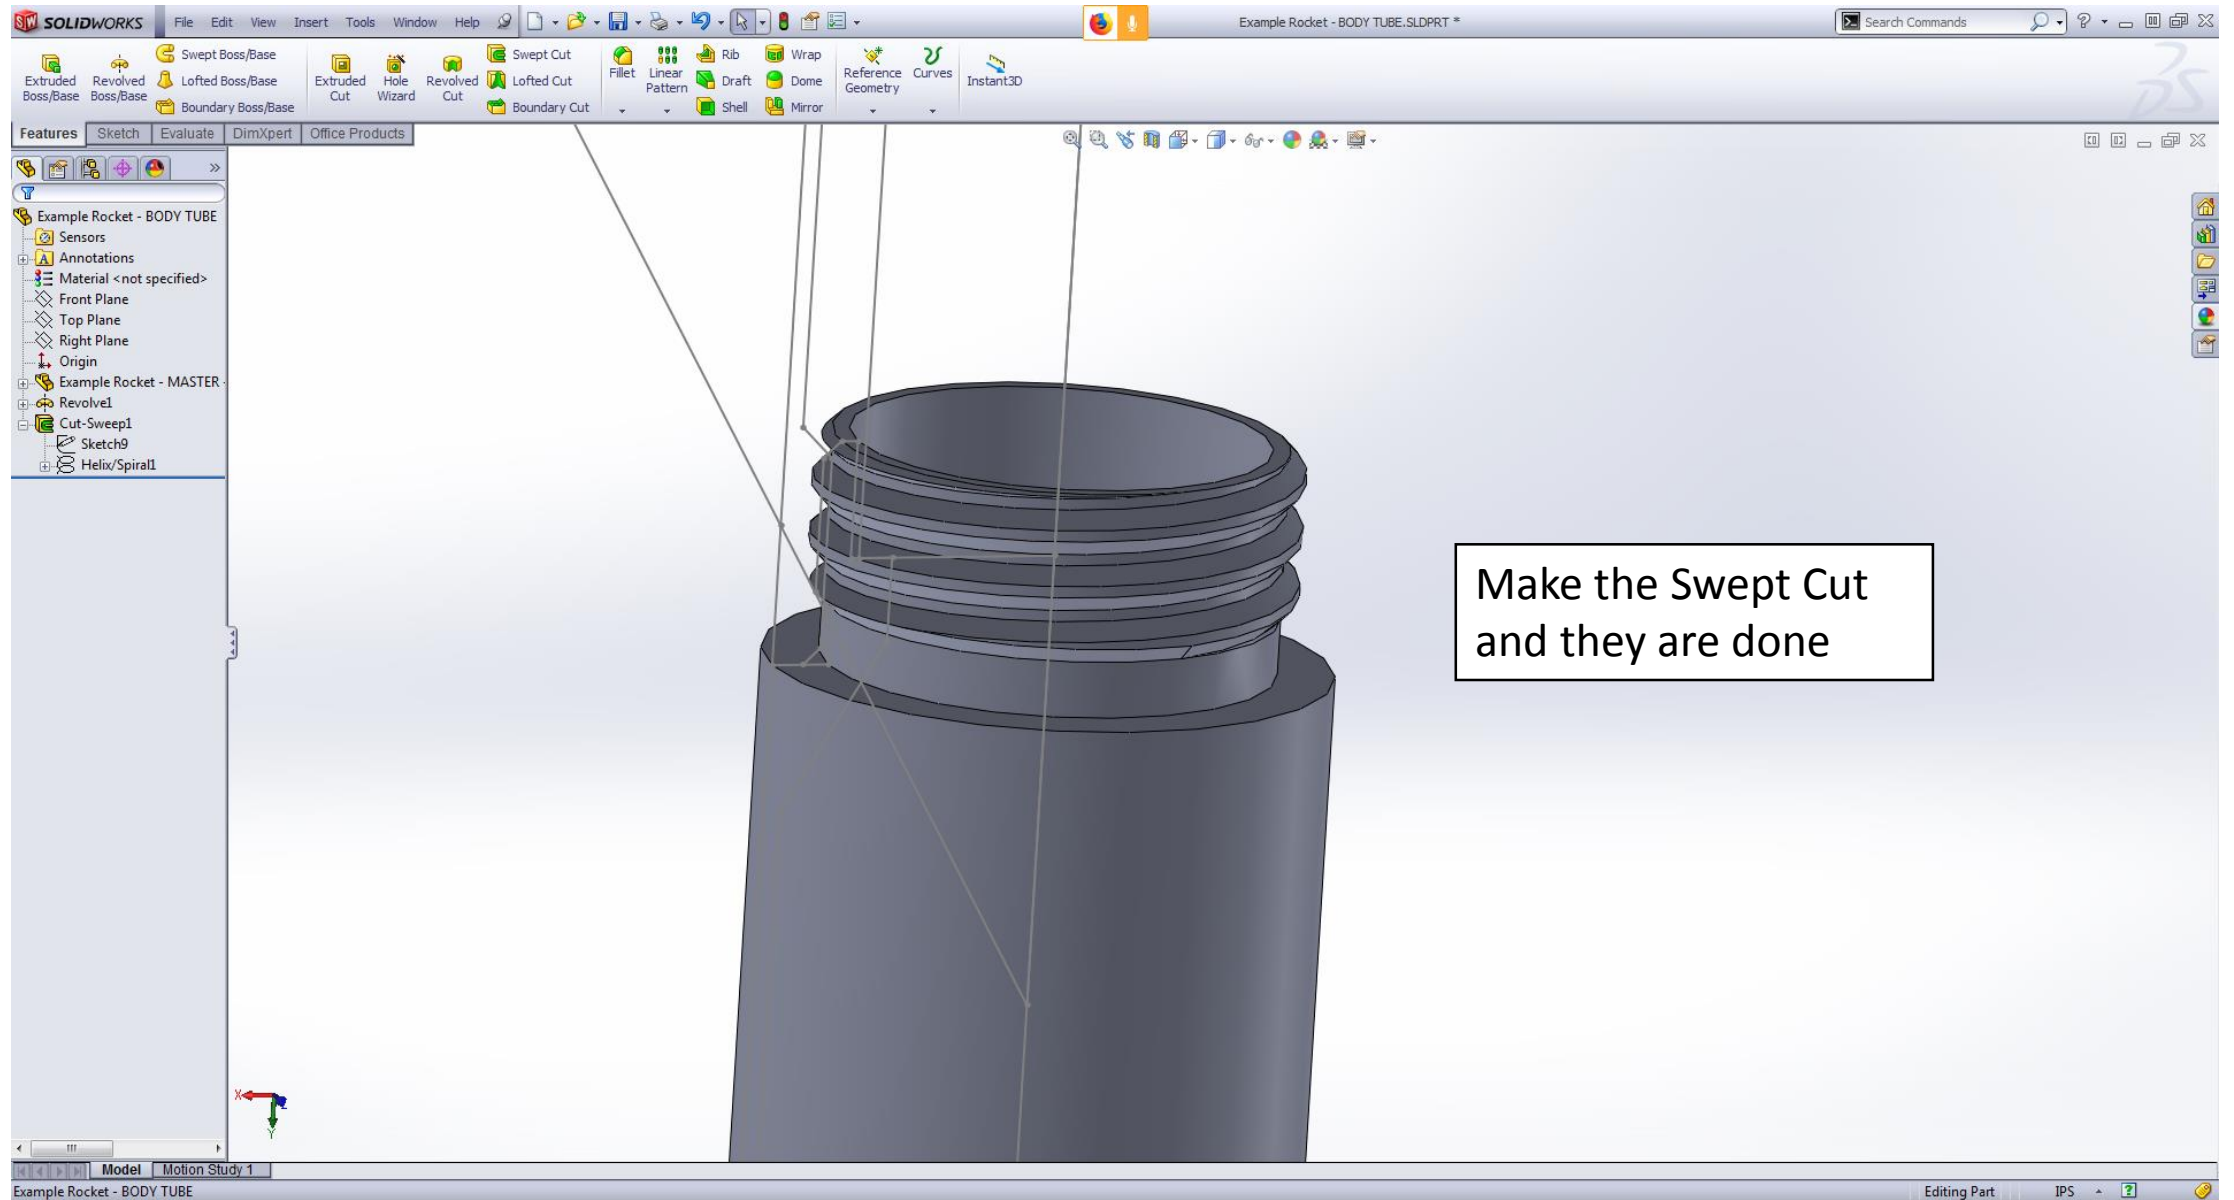 SOLIDWORKS File Edit View Insert Tools Window Help
Example Rocket - BODY TUBE.SLDPRT *
Search Commands
Extruded Boss/Base
Revolved Boss/Base
Swept Boss/Base
Lofted Boss/Base
Boundary Boss/Base
Extruded Cut
Hole Wizard
Revolved Cut
Swept Cut
Lofted Cut
Boundary Cut
Fillet
Linear Pattern
Rib
Draft
Shell
Wrap
Dome
Mirror
Reference Geometry
Curves
Instant3D
Features Sketch Evaluate DimXpert Office Products
Example Rocket - BODY TUBE
Sensors
Annotations
Material <not specified>
Front Plane
Top Plane
Right Plane
Origin
Example Rocket - MASTER -
Revolve1
Cut-Sweep1
Sketch9
Helix/Spiral1
Make the Swept Cut
and they are done
X
Y
Model Motion Study 1
Example Rocket - BODY TUBE
Editing Part IPS